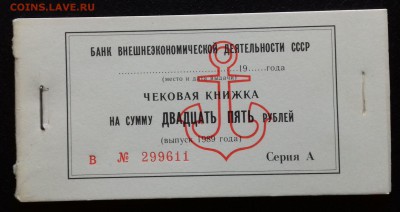 COINS.LAVE.RU
БАНК ВНЕШНЕЭКОНОМИЧЕСКОЙ ДЕЯТЕЛЬНОСТИ СССР
19 года
(место и дата выдачи)
ЧЕКОВАЯ КНИЖКА
НА СУММУ ДВАДЦАТЬ ПЯТЬ РУБЛЕЙ
(выпуск 1989 года)
В № 299611 Серия А